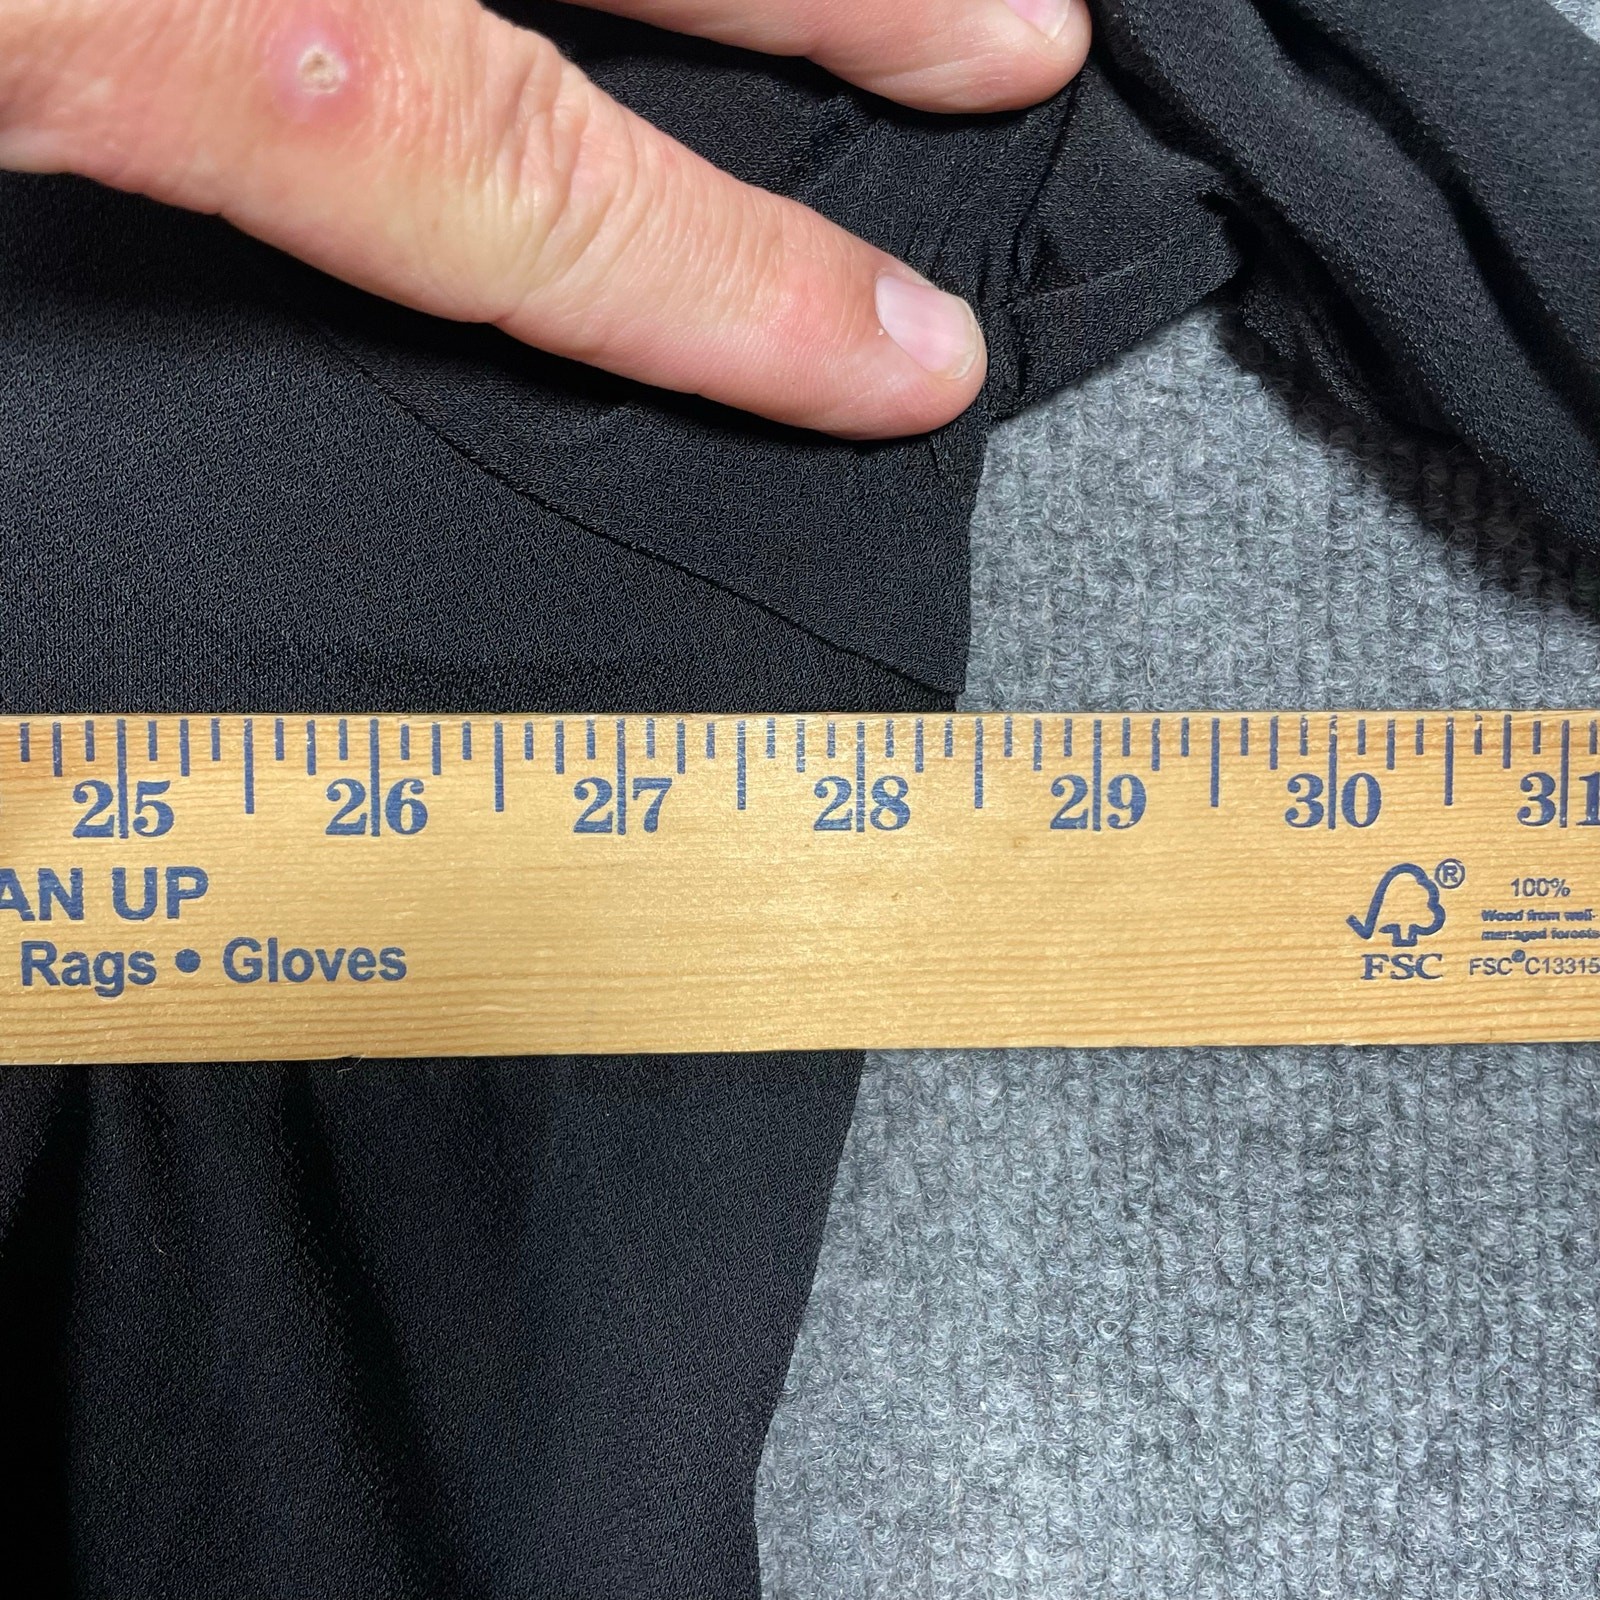 25 26 27 28 29 30 31
AN UP
Rags • Gloves
®
FSC
100%
Wood from well-
managed forests
FSC® C13315